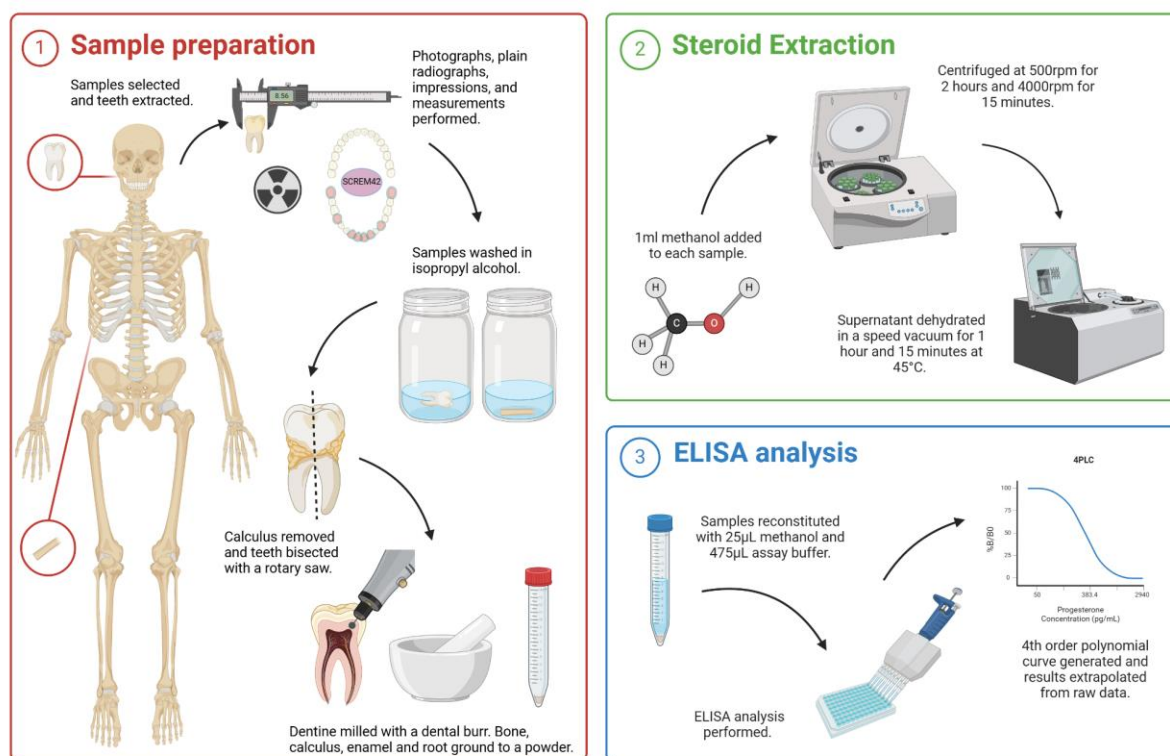 1 Sample preparation
Samples selected
and teeth extracted.
8.56
Photographs, plain
radiographs,
impressions, and
measurements
performed.
SCREM42
Samples washed in
isopropyl alcohol.
Calculus removed
and teeth bisected
with a rotary saw.
Dentine milled with a dental burr. Bone,
calculus, enamel and root ground to a powder.
2 Steroid Extraction
Centrifuged at 500rpm for
2 hours and 4000rpm for
15 minutes.
1ml methanol added
to each sample.
H
H
C
O
H
H
Supernatant dehydrated
in a speed vacuum for 1
hour and 15 minutes at
45°C.
3 ELISA analysis
Samples reconstituted
with 25µL methanol and
475µL assay buffer.
ELISA analysis
performed.
4PLC
%B/B0
100
75
50
25
0
50
383.4
2940
Progesterone
Concentration (pg/mL)
4th order polynomial
curve generated and
results extrapolated
from raw data.